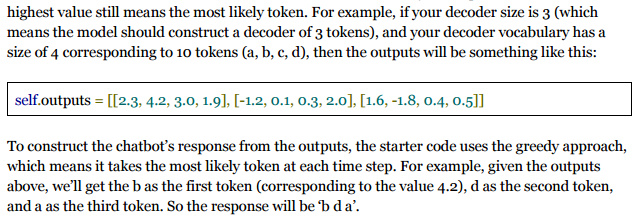 highest value still means the most likely token. For example, if your decoder size is 3 (which
means the model should construct a decoder of 3 tokens), and your decoder vocabulary has a
size of 4 corresponding to 10 tokens (a, b, c, d), then the outputs will be something like this:
self.outputs = [[2.3, 4.2, 3.0, 1.9], [-1.2, 0.1, 0.3, 2.0], [1.6, -1.8, 0.4, 0.5]]
To construct the chatbot’s response from the outputs, the starter code uses the greedy approach,
which means it takes the most likely token at each time step. For example, given the outputs
above, we’ll get the b as the first token (corresponding to the value 4.2), d as the second token,
and a as the third token. So the response will be ‘b d a’.